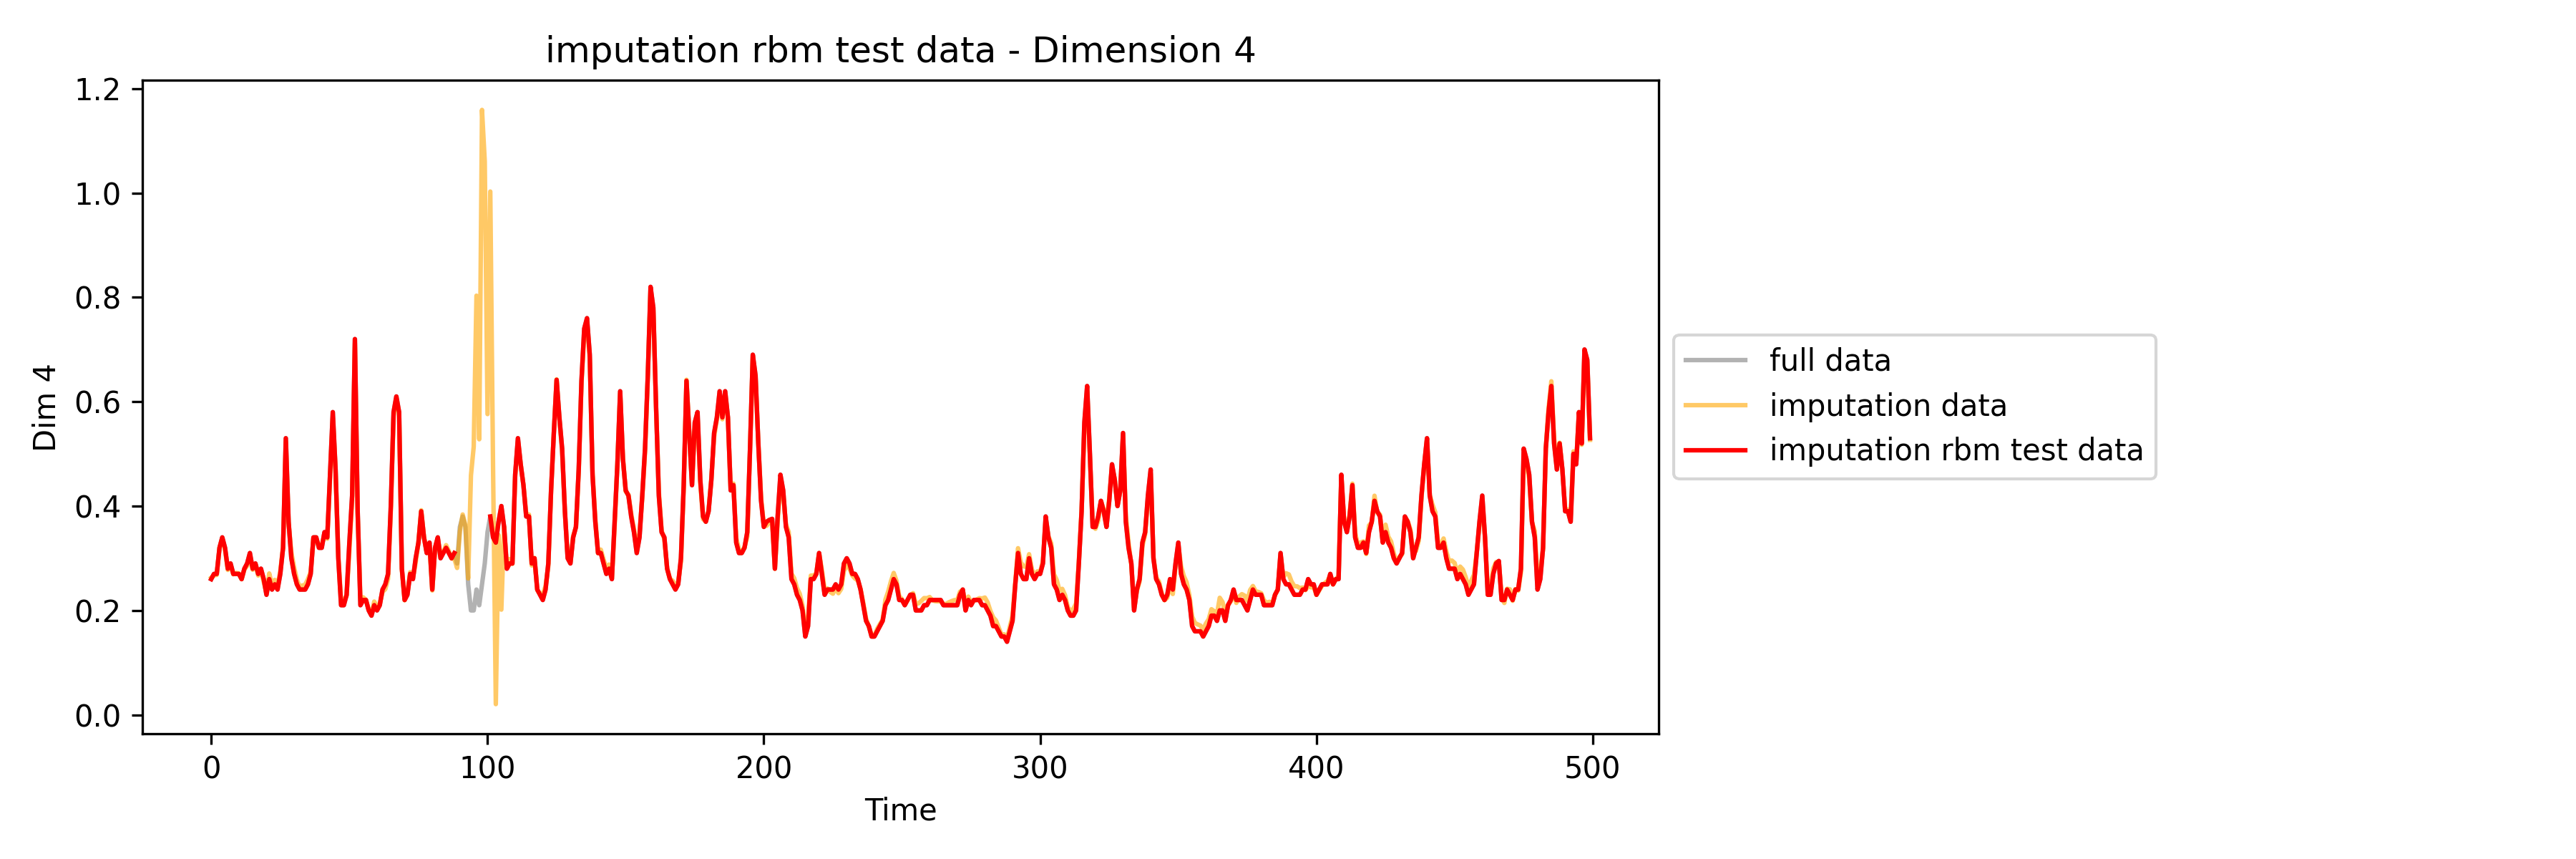 imputation rbm test data - Dimension 4
1.2
1.0
0.8
0.6
0.4
0.2
0.0
Dim 4
0 100 200 300 400 500
Time
full data
imputation data
imputation rbm test data